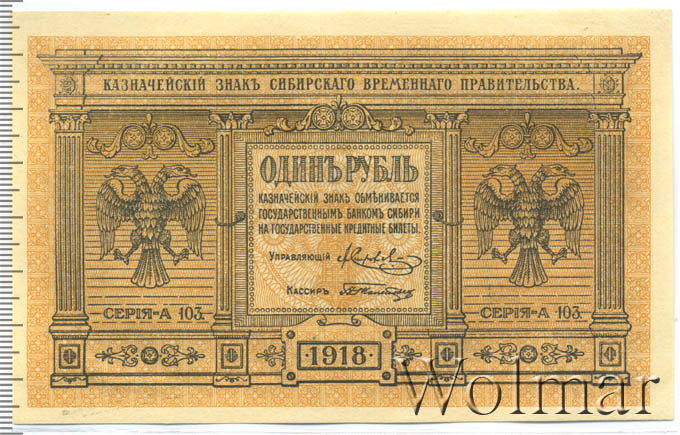 КАЗНАЧЕЙСКІЙ ЗНАКЪ СИБИРСКАГО ВРЕМЕННАГО ПРАВИТЕЛЬСТВА.
ОДИНЪ РУБЛЬ
КАЗНАЧЕЙСКІЙ ЗНАКЪ ОБМѢНИВАЕТСЯ
ГОСУДАРСТВЕННЫМЪ БАНКОМЪ СИБИРИ
НА ГОСУДАРСТВЕННЫЕ КРЕДИТНЫЕ БИЛЕТЫ.
УПРАВЛЯЮЩІЙ
КАССИРЪ
СЕРІЯ-А 103.
СЕРІЯ-А 103.
1918
Wolmar